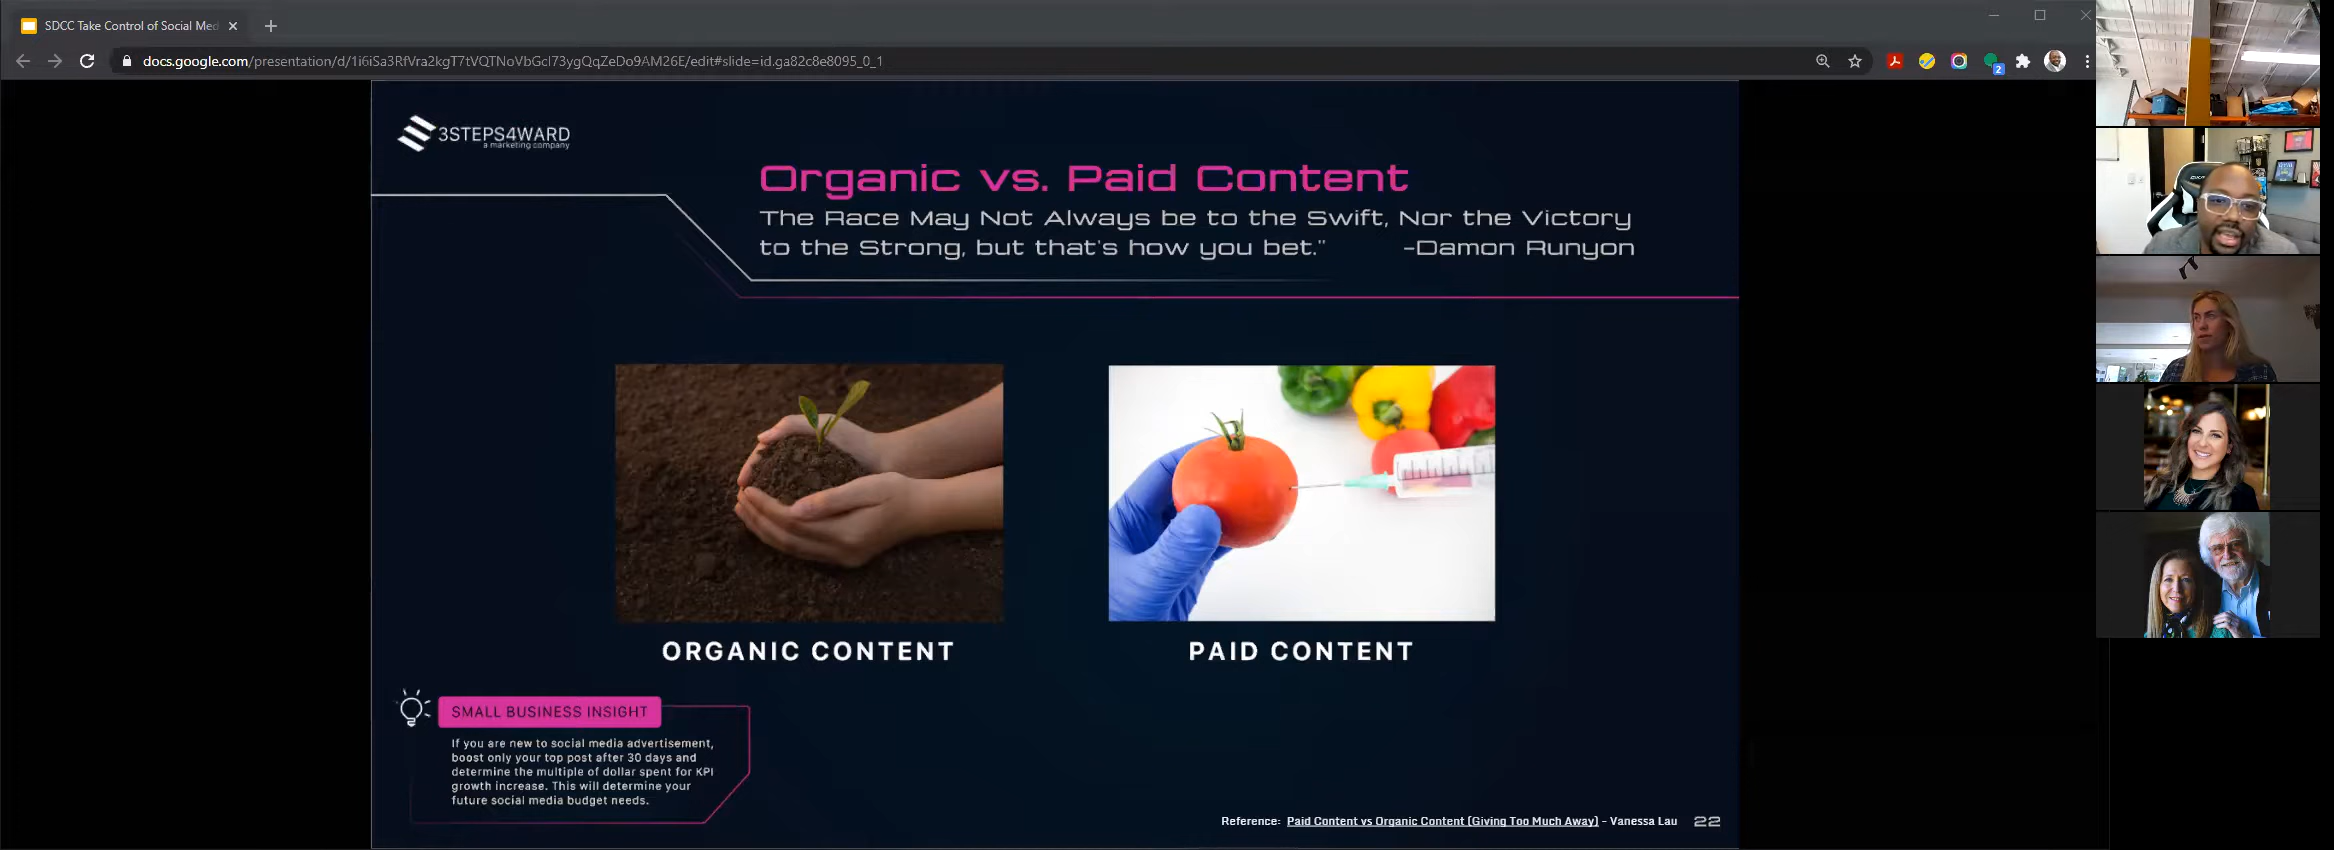 SDCC Take Control of Social Med
docs.google.com/presentation/d/1i6iSa3RfVra2kgT7tVQTNoVbGcI73ygQqZeDo9AM26E/edit#slide=id.ga82c8e8095_0_1
2
3STEPS4WARD
a marketing company
Organic vs. Paid Content
The Race May Not Always be to the Swift, Nor the Victory
to the Strong, but that's how you bet." -Damon Runyon
ORGANIC CONTENT
PAID CONTENT
SMALL BUSINESS INSIGHT
If you are new to social media advertisement,
boost only your top post after 30 days and
determine the multiple of dollar spent for KPI
growth increase. This will determine your
future social media budget needs.
Reference: Paid Content vs Organic Content (Giving Too Much Away) - Vanessa Lau 22